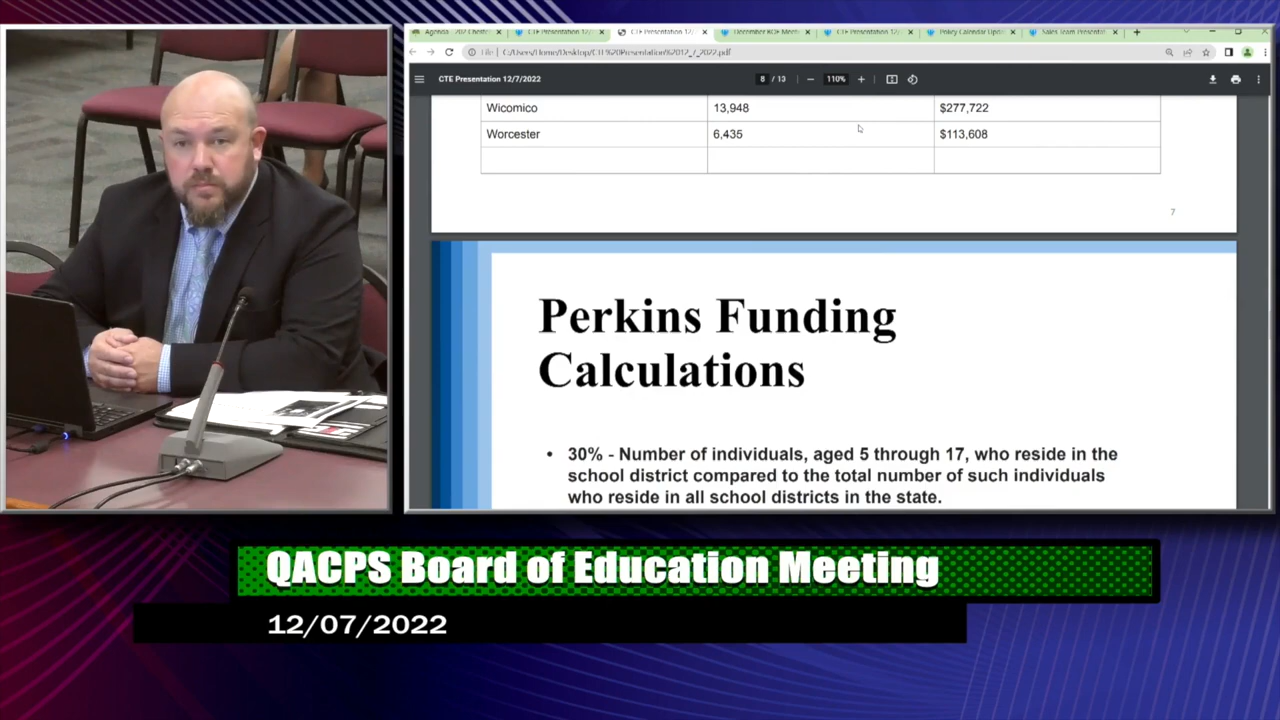 CTE Presentation 12/7/2022
8 / 13
110%
Wicomico 13,948 $277,722
Worcester 6,435 $113,608
7
Perkins Funding
Calculations
• 30% - Number of individuals, aged 5 through 17, who reside in the
school district compared to the total number of such individuals
who reside in all school districts in the state.
QACPS Board of Education Meeting
12/07/2022